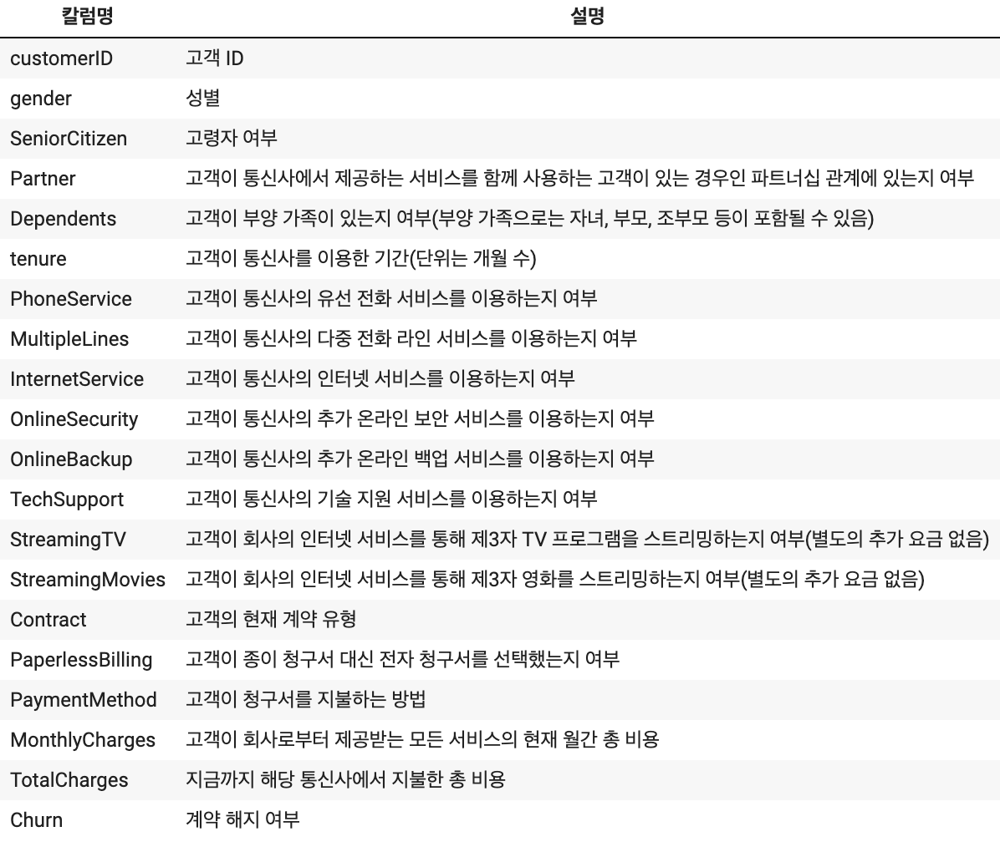 칼럼명 설명
customerID 고객 ID
gender 성별
SeniorCitizen 고령자 여부
Partner 고객이 통신사에서 제공하는 서비스를 함께 사용하는 고객이 있는 경우인 파트너십 관계에 있는지 여부
Dependents 고객이 부양 가족이 있는지 여부(부양 가족으로는 자녀, 부모, 조부모 등이 포함될 수 있음)
tenure 고객이 통신사를 이용한 기간(단위는 개월 수)
PhoneService 고객이 통신사의 유선 전화 서비스를 이용하는지 여부
MultipleLines 고객이 통신사의 다중 전화 라인 서비스를 이용하는지 여부
InternetService 고객이 통신사의 인터넷 서비스를 이용하는지 여부
OnlineSecurity 고객이 통신사의 추가 온라인 보안 서비스를 이용하는지 여부
OnlineBackup 고객이 통신사의 추가 온라인 백업 서비스를 이용하는지 여부
TechSupport 고객이 통신사의 기술 지원 서비스를 이용하는지 여부
StreamingTV 고객이 회사의 인터넷 서비스를 통해 제3자 TV 프로그램을 스트리밍하는지 여부(별도의 추가 요금 없음)
StreamingMovies 고객이 회사의 인터넷 서비스를 통해 제3자 영화를 스트리밍하는지 여부(별도의 추가 요금 없음)
Contract 고객의 현재 계약 유형
PaperlessBilling 고객이 종이 청구서 대신 전자 청구서를 선택했는지 여부
PaymentMethod 고객이 청구서를 지불하는 방법
MonthlyCharges 고객이 회사로부터 제공받는 모든 서비스의 현재 월간 총 비용
TotalCharges 지금까지 해당 통신사에서 지불한 총 비용
Churn 계약 해지 여부